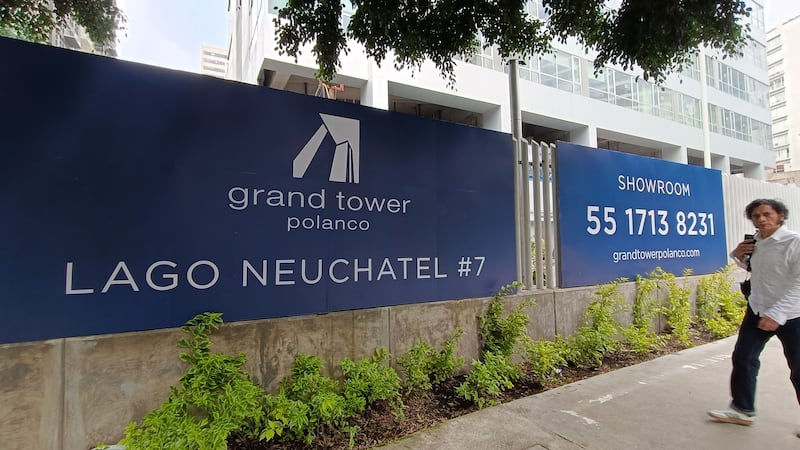 grand tower
polanco
LAGO NEUCHATEL #7
SHOWROOM
55 1713 8231
grandtowerpolanco.com